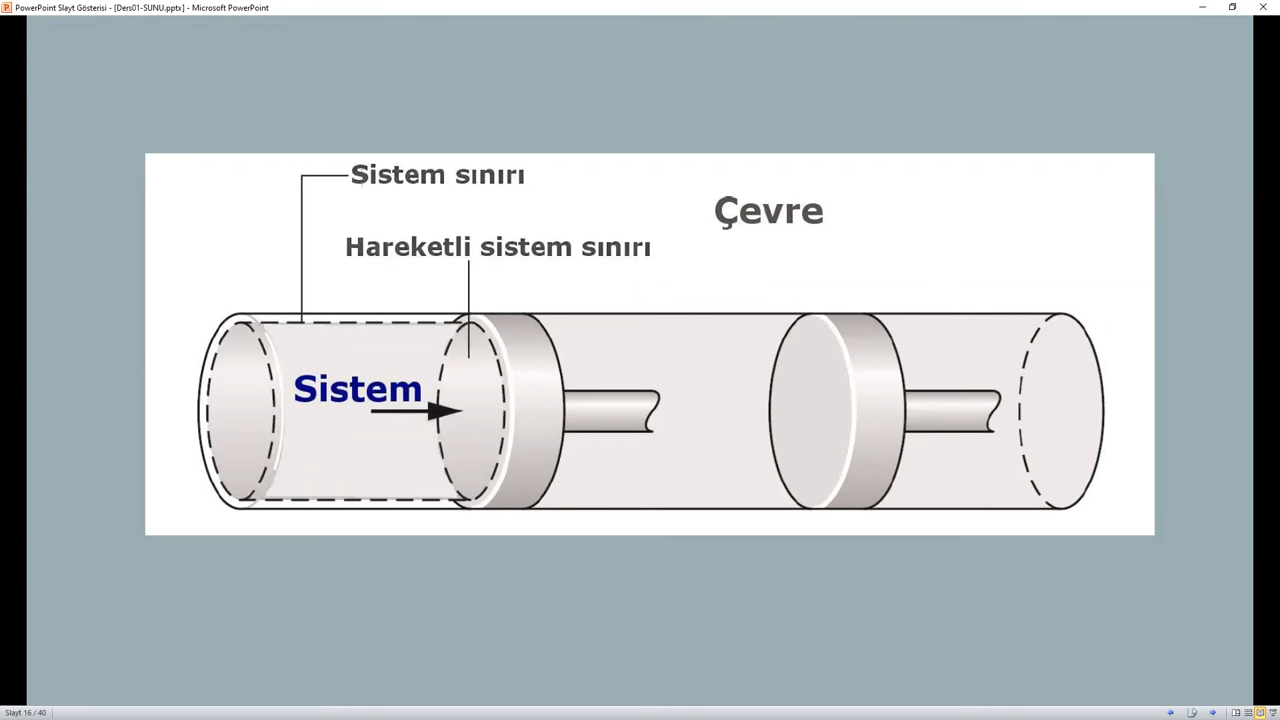 PowerPoint Slayt Gösterisi - [Ders01-SUNU.pptx] - Microsoft PowerPoint
Sistem sınırı
Çevre
Hareketli sistem sınırı
Sistem
Slayt 16 / 40